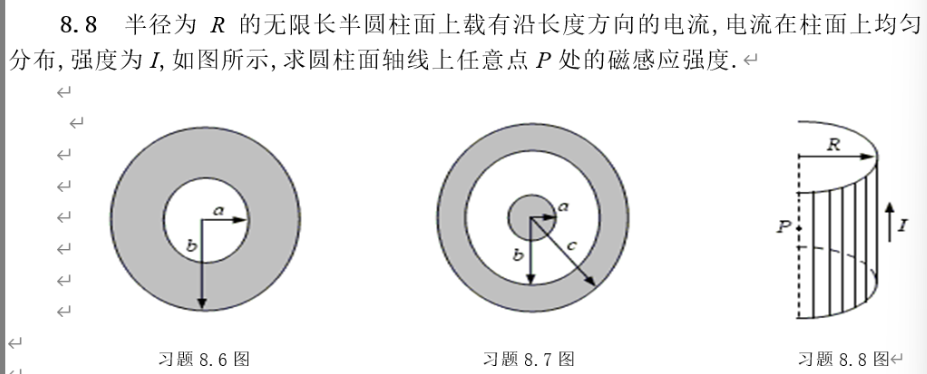 8.8 半径为 R 的无限长半圆柱面上载有沿长度方向的电流,电流在柱面上均匀
分布,强度为 I,如图所示,求圆柱面轴线上任意点 P 处的磁感应强度.
a
b
a
b
c
R
P
I
习题 8.6 图
习题 8.7 图
习题 8.8 图